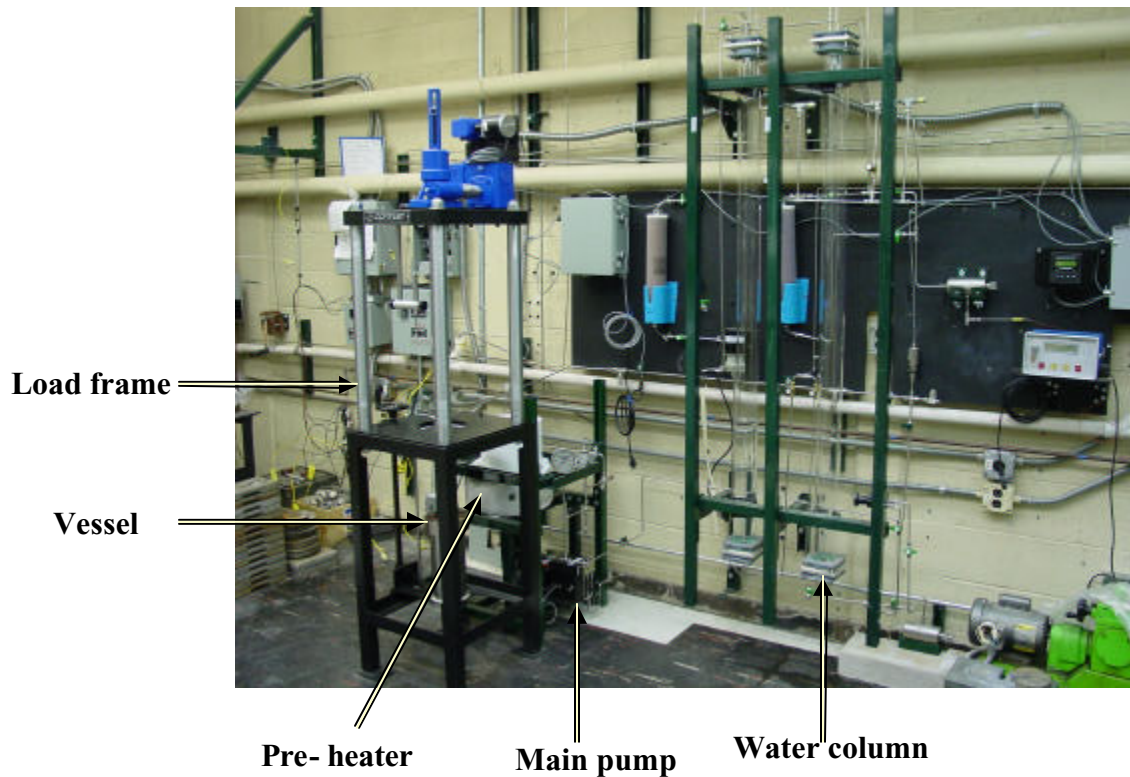 Load frame
Vessel
Pre- heater
Main pump
Water column